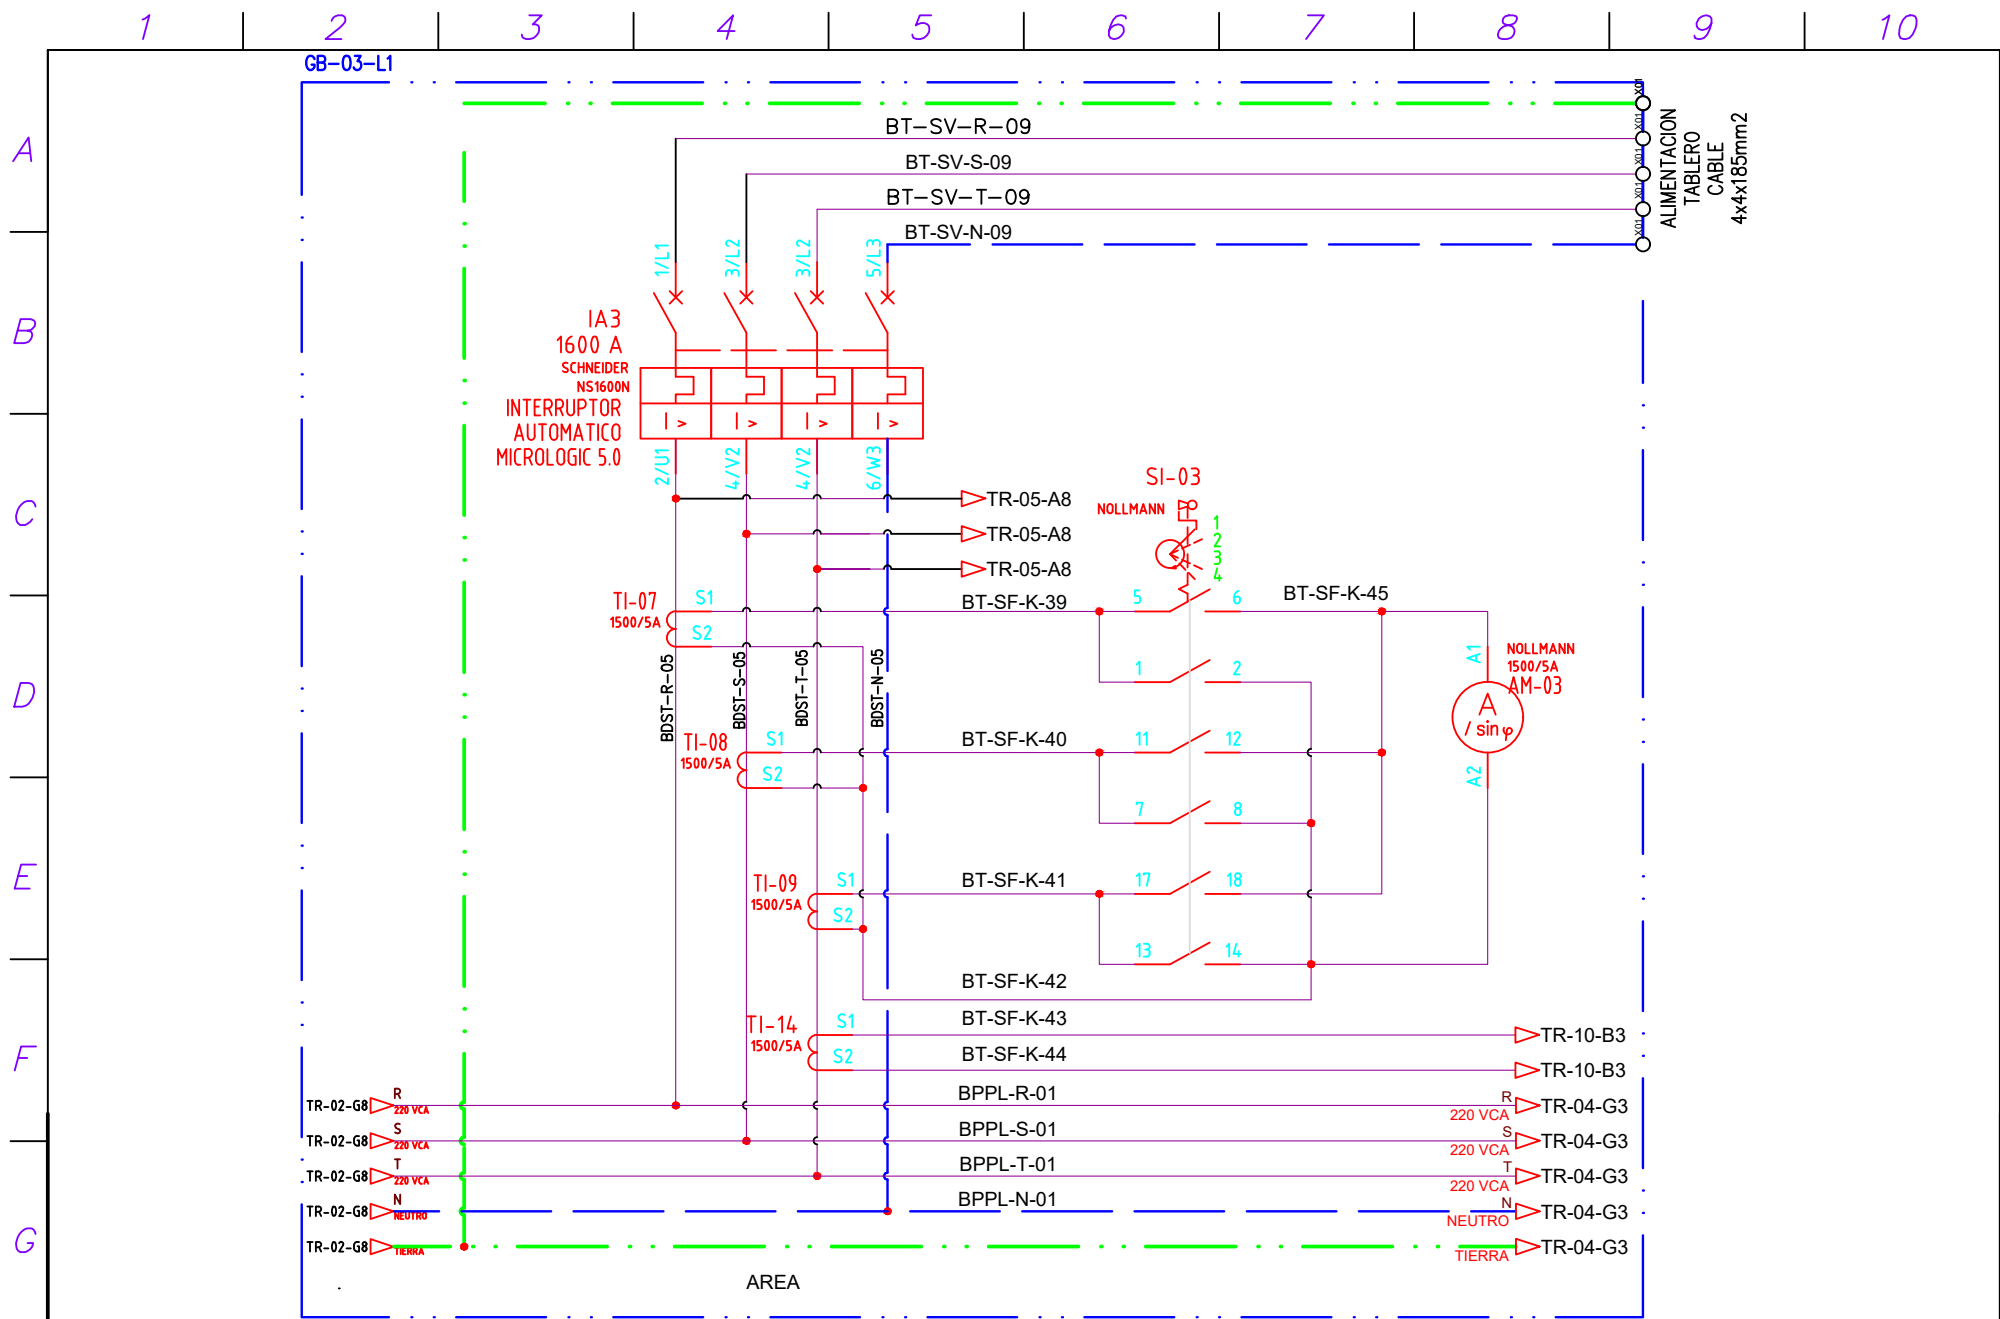 1 2 3 4 5 6 7 8 9 10
GB-03-L1
A
B
C
D
E
F
G
BT-SV-R-09
BT-SV-S-09
BT-SV-T-09
BT-SV-N-09
X01
X01
X01
X01
X01
ALIMENTACION
TABLERO
CABLE
4x4x185mm2
1/L1
3/L2
3/L2
5/L3
IA3
1600 A
SCHNEIDER
NS1600N
INTERRUPTOR
AUTOMATICO
MICROLOGIC 5.0
I >
I >
I >
I >
2/U1
4/V2
4/V2
6/W3
TR-05-A8
TR-05-A8
TR-05-A8
SI-03
NOLLMANN
1
2
3
4
TI-07
1500/5A
S1
S2
BT-SF-K-39
5 6
BT-SF-K-45
1 2
BDST-R-05
BDST-S-05
BDST-T-05
BDST-N-05
A1
NOLLMANN
1500/5A
AM-03
A
/ sin φ
A2
TI-08
1500/5A
S1
S2
BT-SF-K-40
11 12
7 8
TI-09
1500/5A
S1
S2
BT-SF-K-41
17 18
13 14
BT-SF-K-42
TI-14
1500/5A
S1
S2
BT-SF-K-43
TR-10-B3
BT-SF-K-44
TR-10-B3
TR-02-G8 R 220 VCA BPPL-R-01 R 220 VCA TR-04-G3
TR-02-G8 S 220 VCA BPPL-S-01 S 220 VCA TR-04-G3
TR-02-G8 T 220 VCA BPPL-T-01 T 220 VCA TR-04-G3
TR-02-G8 N NEUTRO BPPL-N-01 N NEUTRO TR-04-G3
TR-02-G8 TIERRA TIERRA TR-04-G3
AREA